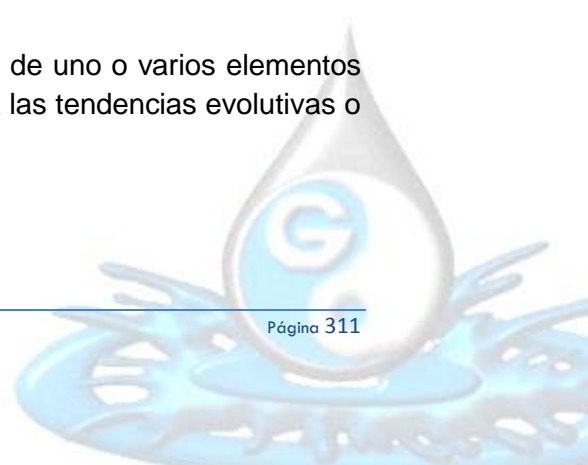 de uno o varios elementos
las tendencias evolutivas o
G
Página 311